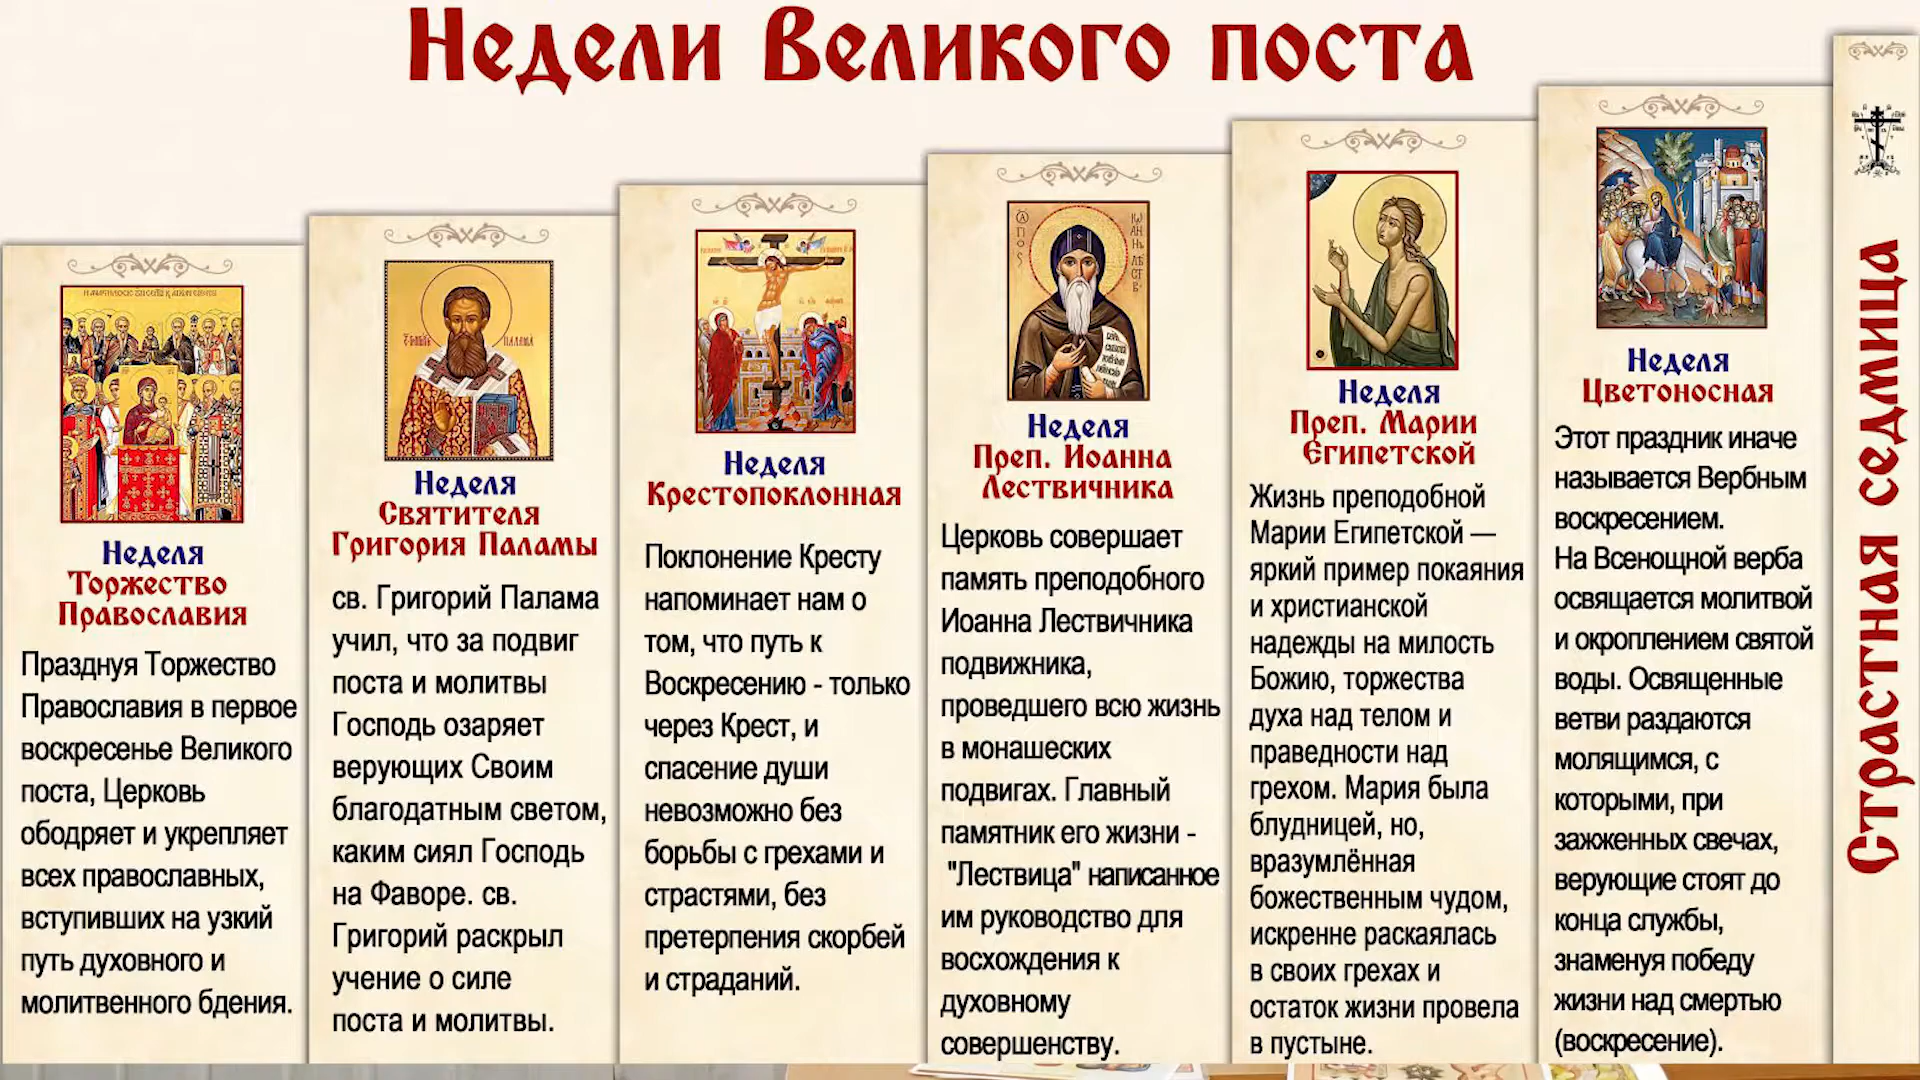 Недели Великого поста
Неделя
Торжество
Православия
Празднуя Торжество
Православия в первое
воскресенье Великого
поста, Церковь
ободряет и укрепляет
всех православных,
вступивших на узкий
путь духовного и
молитвенного бдения.
Неделя
Святителя
Григория Паламы
св. Григорий Палама
учил, что за подвиг
поста и молитвы
Господь озаряет
верующих Своим
благодатным светом,
каким сиял Господь
на Фаворе. св.
Григорий раскрыл
учение о силе
поста и молитвы.
Неделя
Крестопоклонная
Поклонение Кресту
напоминает нам о
том, что путь к
Воскресению - только
через Крест, и
спасение души
невозможно без
борьбы с грехами и
страстями, без
претерпения скорбей
и страданий.
Неделя
Преп. Иоанна
Лествичника
Церковь совершает
память преподобного
Иоанна Лествичника
подвижника,
проведшего всю жизнь
в монашеских
подвигах. Главный
памятник его жизни -
"Лествица" написанное
им руководство для
восхождения к
духовному
совершенству.
Неделя
Преп. Марии
Египетской
Жизнь преподобной
Марии Египетской —
яркий пример покаяния
и христианской
надежды на милость
Божию, торжества
духа над телом и
праведности над
грехом. Мария была
блудницей, но,
вразумлённая
божественным чудом,
искренне раскаялась
в своих грехах и
остаток жизни провела
в пустыне.
Неделя
Цветоносная
Этот праздник иначе
называется Вербным
воскресением.
На Всенощной верба
освящается молитвой
и окроплением святой
воды. Освященные
ветви раздаются
молящимся, с
которыми, при
зажженных свечах,
верующие стоят до
конца службы,
знаменуя победу
жизни над смертью
(воскресение).
Страстная седмица